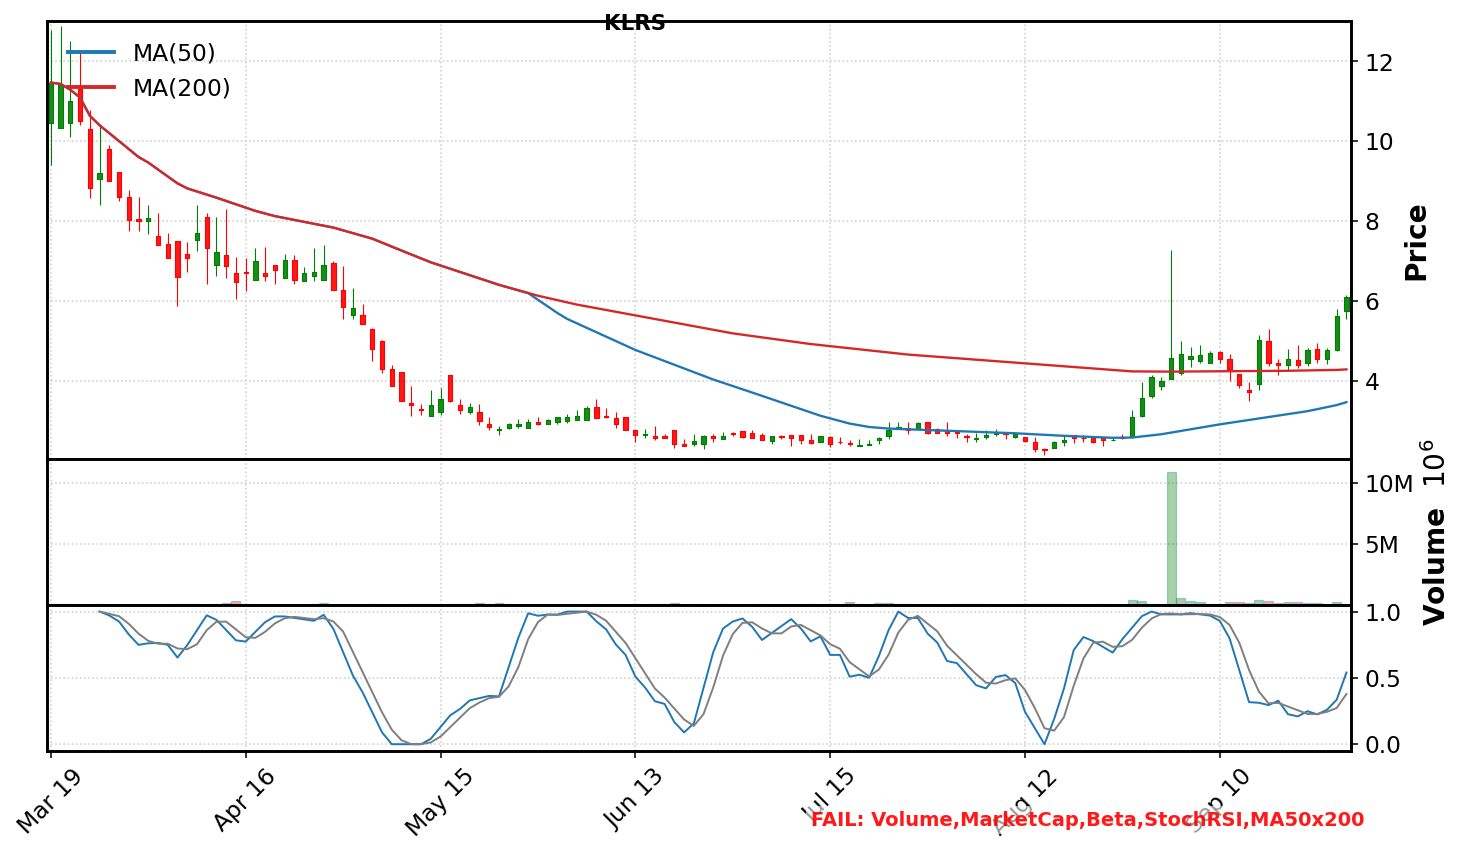 KLRS
MA(50)
MA(200)
12
10
8
6
4
Price
10M
5M
Volume 10⁶
1.0
0.5
0.0
Mar 19
Apr 16
May 15
Jun 13
Jul 15
Aug 12
Sep 10
FAIL: Volume,MarketCap,Beta,StochRSI,MA50x200